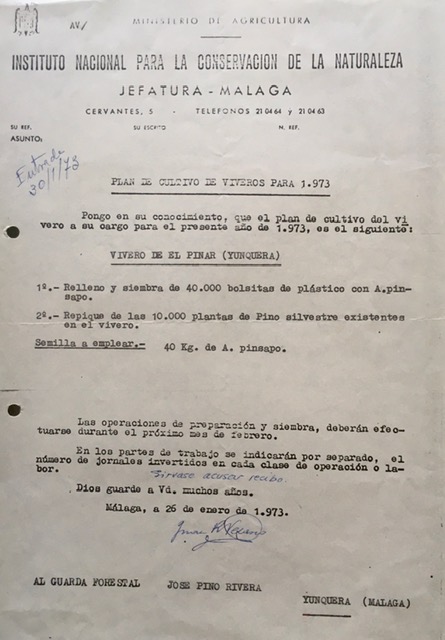 AV/
MINISTERIO DE AGRICULTURA
INSTITUTO NACIONAL PARA LA CONSERVACION DE LA NATURALEZA
JEFATURA - MALAGA
CERVANTES, 5 - TELEFONOS 21 04 64 y 21 04 63
SU REF. SU ESCRITO N. REF.
ASUNTO:
Entrada
30/1/73
PLAN DE CULTIVO DE VIVEROS PARA 1.973
Pongo en su conocimiento, que el plan de cultivo del vi
vero a su cargo para el presente año de 1.973, es el siguiente:
VIVERO DE EL PINAR (YUNQUERA)
1º.- Relleno y siembra de 40.000 bolsitas de plástico con A.pin-
sapo.
2º.- Repique de las 10.000 plantas de Pino silvestre existentes
en el vivero.
Semilla a emplear.- 40 Kg. de A. pinsapo.
Las operaciones de preparación y siembra, deberán efec-
tuarse durante el próximo mes de febrero.
En los partes de trabajo se indicarán por separado, el
número de jornales invertidos en cada clase de operación o la-
bor. Sírvase acusar recibo.
Dios guarde a Vd. muchos años.
Málaga, a 26 de enero de 1.973.
AL GUARDA FORESTAL JOSE PINO RIVERA
YUNQUERA (MALAGA)